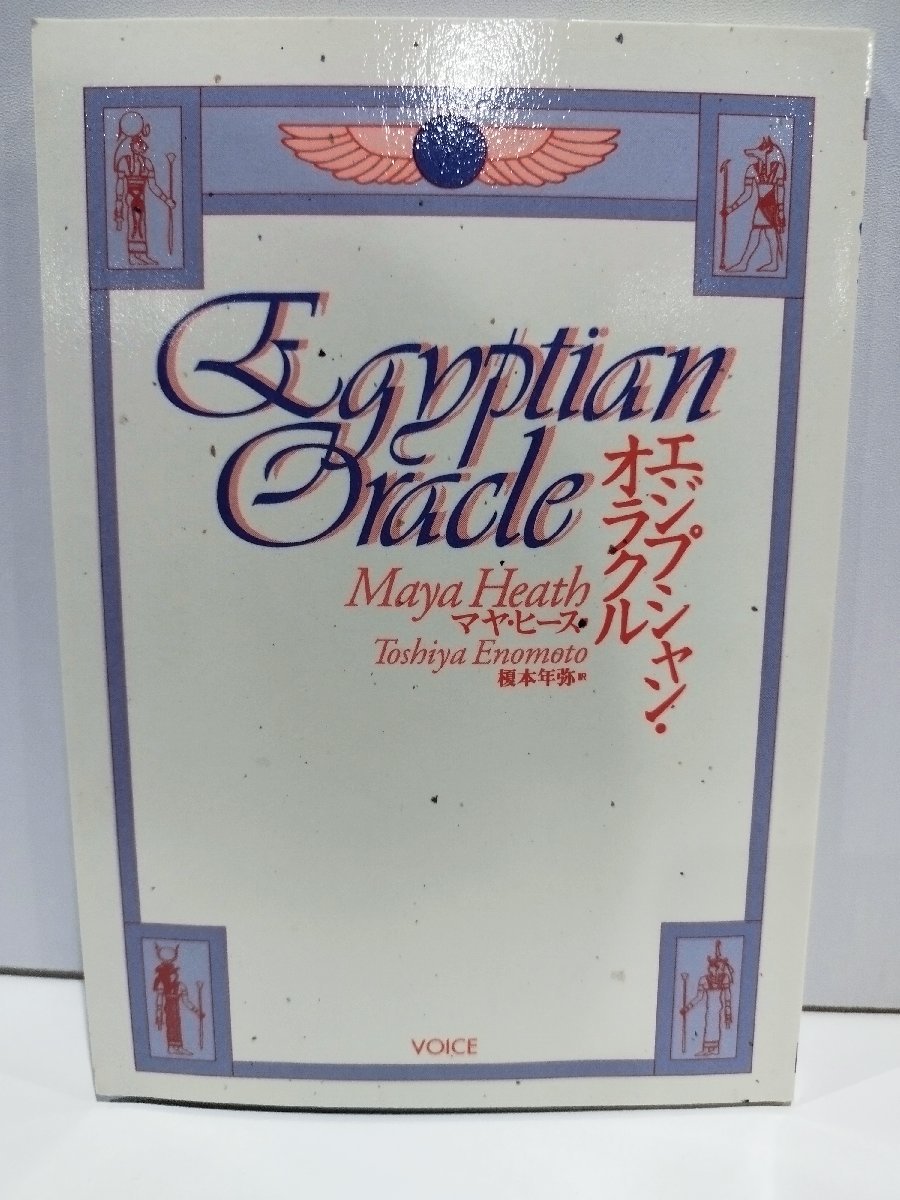 Egyptian
Oracle
エジプシャン・
オラクル
Maya Heath
マヤ・ヒース
Toshiya Enomoto
榎本年弥 訳
VOICE